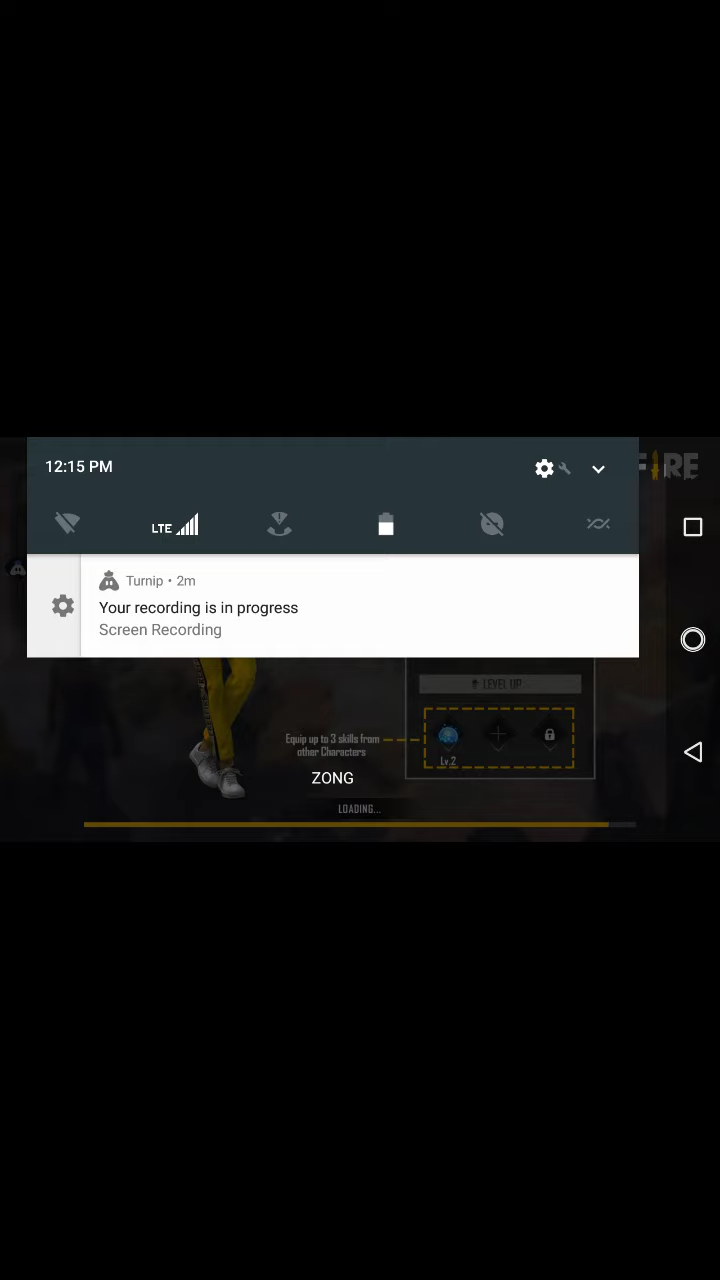 12:15 PM
FIRE
LTE
Turnip • 2m
Your recording is in progress
Screen Recording
LEVEL UP
Equip up to 3 skills from
other Characters
Lv.2
ZONG
LOADING...